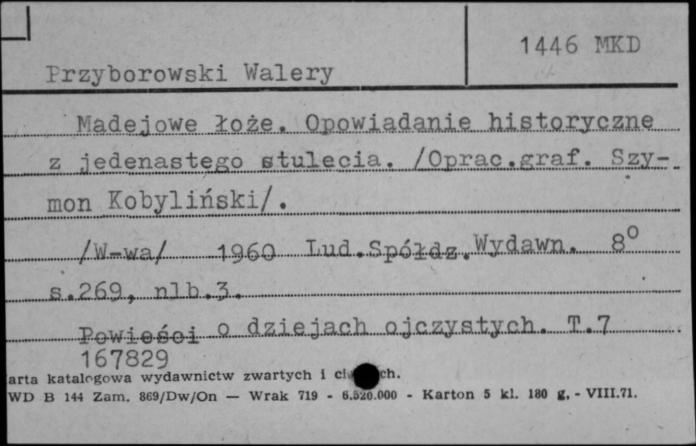 1446 MKD
Przyborowski Walery
Madejowe łoże. Opowiadanie historyczne
z jedenastego stulecia. /Oprac.graf. Szy-
mon Kobyliński/.
/W-wa/ 1960 Lud.Spółdz.Wydawn. 8°
s.269, nlb.3.
Powieści o dziejach ojczystych. T.7
167829
arta katalogowa wydawnictw zwartych i
WD B 144 Zam. 869/Dw/On — Wrak 719 - 6.520.000 - Karton 5 kl. 180 g. - VIII.71.